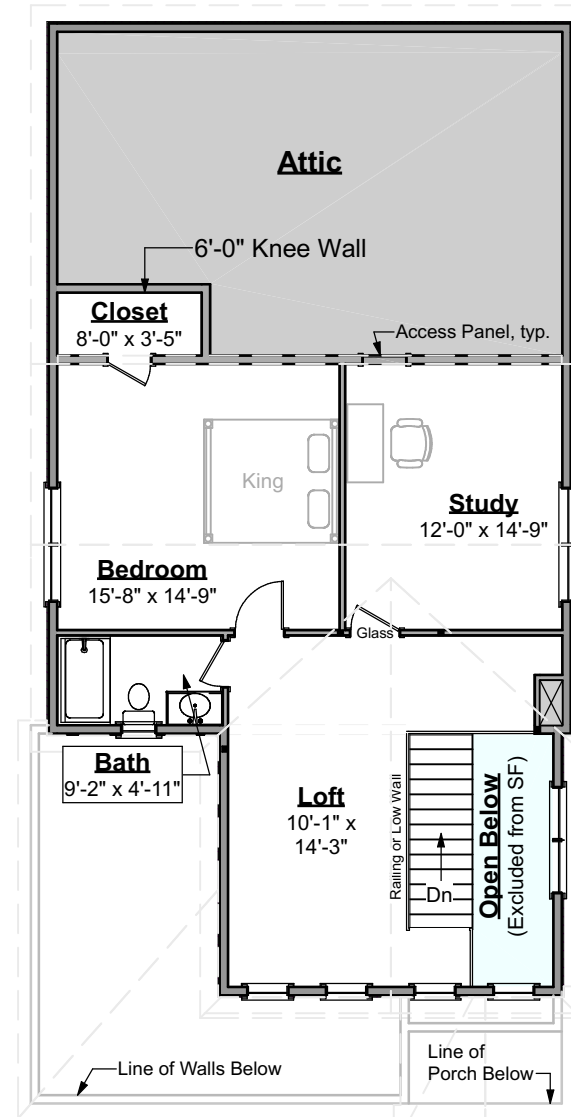 Attic
6'-0" Knee Wall
Closet
8'-0" x 3'-5"
Access Panel, typ.
King
Study
12'-0" x 14'-9"
Bedroom
15'-8" x 14'-9"
Glass
Bath
9'-2" x 4'-11"
Loft
10'-1" x
14'-3"
Railing or Low Wall
Dn
Open Below
(Excluded from SF)
Line of Walls Below
Line of
Porch Below